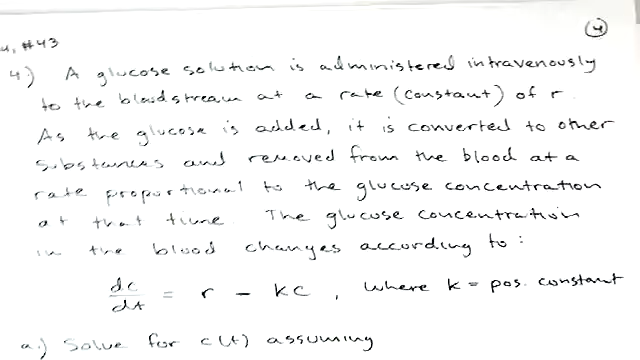 (4)
4, #43
4.) A glucose solution is administered intravenously
to the bloodstream at a rate (constant) of r.
As the glucose is added, it is converted to other
substances and removed from the blood at a
rate proportional to the glucose concentration
at that time. The glucose concentration
in the blood changes according to:
dc/dt = r - kc, where k = pos. constant
a.) Solve for c(t) assuming